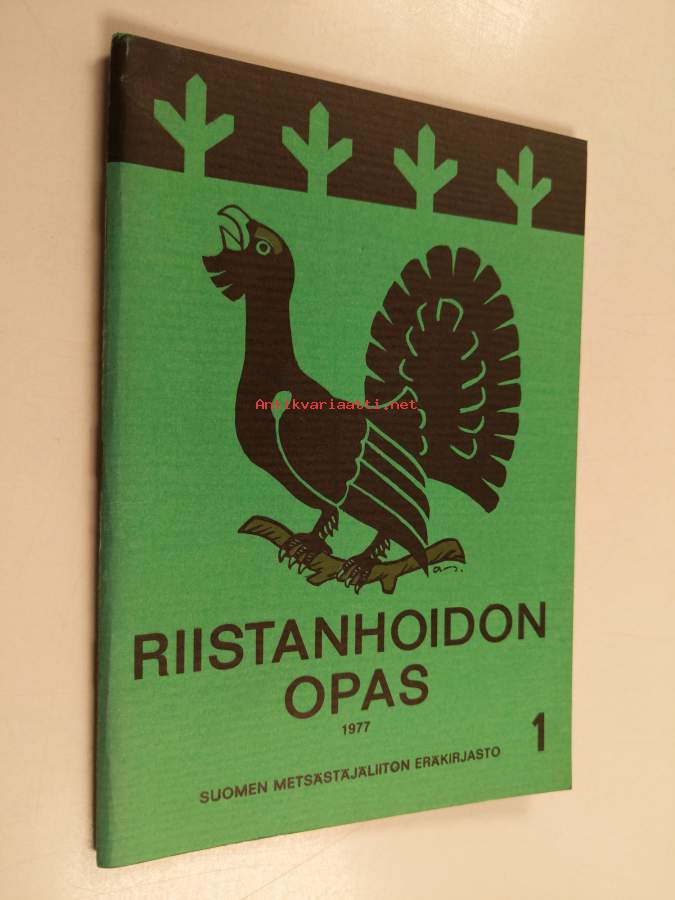 Antikvariaatti.net
RIISTANHOIDON
OPAS
1977
1
SUOMEN METSÄSTÄJÄLIITON ERÄKIRJASTO